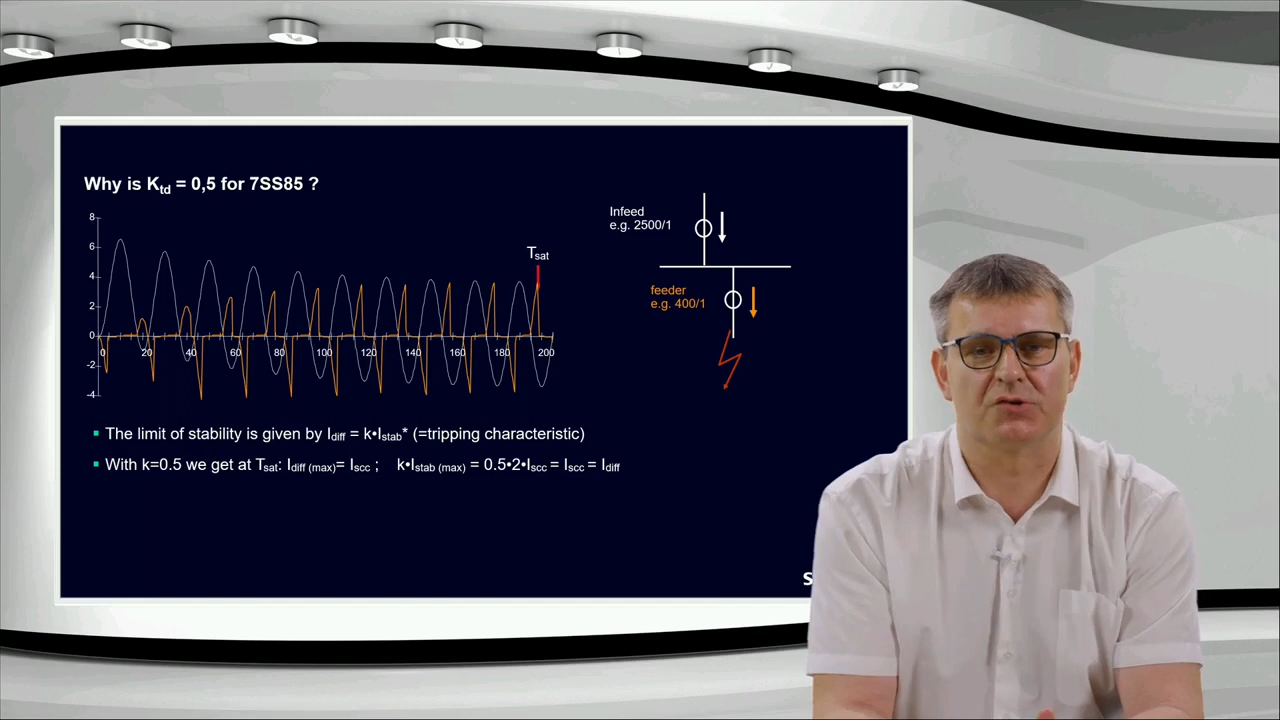 Why is Ktd = 0,5 for 7SS85 ?
8
6
4
2
0
-2
-4
0 20 40 60 80 100 120 140 160 180 200
Tsat
Infeed
e.g. 2500/1
feeder
e.g. 400/1
▪ The limit of stability is given by Idiff = k•Istab* (=tripping characteristic)
▪ With k=0.5 we get at Tsat: Idiff (max)= Iscc ; k•Istab (max) = 0.5•2•Iscc = Iscc = Idiff
S